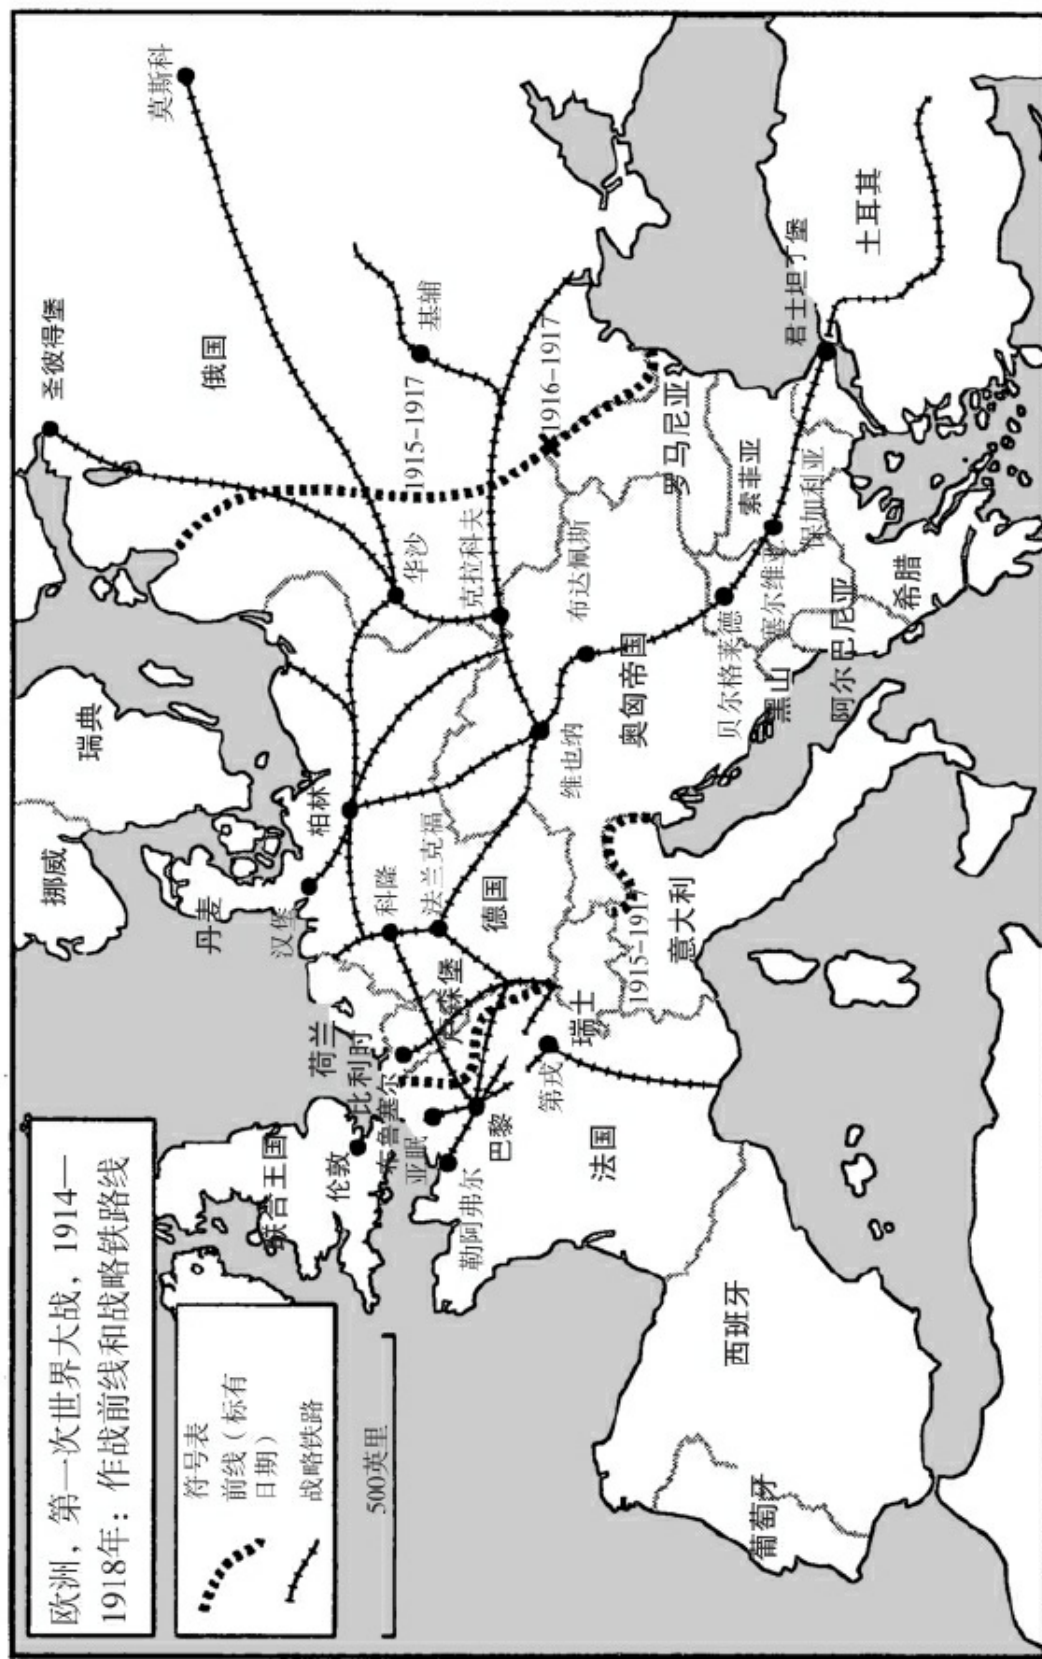 欧洲，第一次世界大战，1914—
1918年：作战前线和战略铁路线
符号表
前线（标有
日期）
战略铁路
500英里
挪威
瑞典
丹麦
圣彼得堡
莫斯科
俄国
联合王国
伦敦
荷兰
比利时
布鲁塞尔
亚眠
勒阿弗尔
巴黎
卢森堡
汉堡
柏林
科隆
法兰克福
德国
华沙
克拉科夫
1915-1917
基辅
1916-1917
法国
第戎
瑞士
1915-1917
意大利
维也纳
奥匈帝国
布达佩斯
罗马尼亚
贝尔格莱德
塞尔维亚
黑山
阿尔巴尼亚
索菲亚
保加利亚
希腊
君士坦丁堡
土耳其
西班牙
葡萄牙